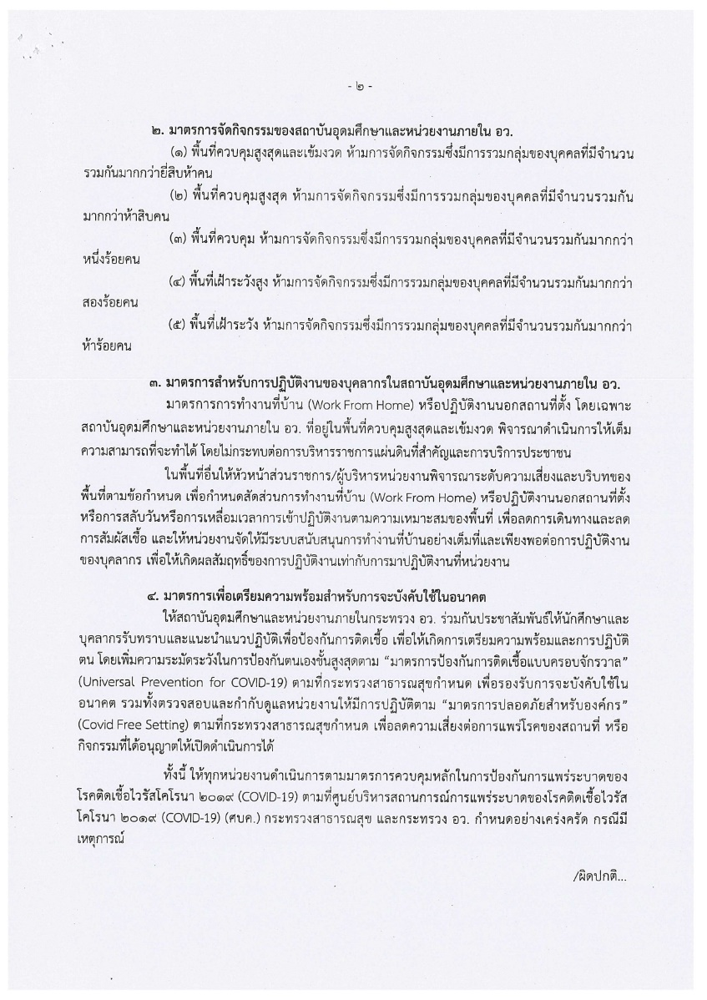 - ๒ -
๒. มาตรการจัดกิจกรรมของสถาบันอุดมศึกษาและหน่วยงานภายใน อว.
(๑) พื้นที่ควบคุมสูงสุดและเข้มงวด ห้ามการจัดกิจกรรมซึ่งมีการรวมกลุ่มของบุคคลที่มีจำนวน
รวมกันมากกว่ายี่สิบห้าคน
(๒) พื้นที่ควบคุมสูงสุด ห้ามการจัดกิจกรรมซึ่งมีการรวมกลุ่มของบุคคลที่มีจำนวนรวมกัน
มากกว่าห้าสิบคน
(๓) พื้นที่ควบคุม ห้ามการจัดกิจกรรมซึ่งมีการรวมกลุ่มของบุคคลที่มีจำนวนรวมกันมากกว่า
หนึ่งร้อยคน
(๔) พื้นที่เฝ้าระวังสูง ห้ามการจัดกิจกรรมซึ่งมีการรวมกลุ่มของบุคคลที่มีจำนวนรวมกันมากกว่า
สองร้อยคน
(๕) พื้นที่เฝ้าระวัง ห้ามการจัดกิจกรรมซึ่งมีการรวมกลุ่มของบุคคลที่มีจำนวนรวมกันมากกว่า
ห้าร้อยคน
๓. มาตรการสำหรับการปฏิบัติงานของบุคลากรในสถาบันอุดมศึกษาและหน่วยงานภายใน อว.
มาตรการการทำงานที่บ้าน (Work From Home) หรือปฏิบัติงานนอกสถานที่ตั้ง โดยเฉพาะ
สถาบันอุดมศึกษาและหน่วยงานภายใน อว. ที่อยู่ในพื้นที่ควบคุมสูงสุดและเข้มงวด พิจารณาดำเนินการให้เต็ม
ความสามารถที่จะทำได้ โดยไม่กระทบต่อการบริหารราชการแผ่นดินที่สำคัญและการบริการประชาชน
ในพื้นที่อื่นให้หัวหน้าส่วนราชการ/ผู้บริหารหน่วยงานพิจารณาระดับความเสี่ยงและบริบทของ
พื้นที่ตามข้อกำหนด เพื่อกำหนดสัดส่วนการทำงานที่บ้าน (Work From Home) หรือปฏิบัติงานนอกสถานที่ตั้ง
หรือการสลับวันหรือการเหลื่อมเวลาการเข้าปฏิบัติงานตามความเหมาะสมของพื้นที่ เพื่อลดการเดินทางและลด
การสัมผัสเชื้อ และให้หน่วยงานจัดให้มีระบบสนับสนุนการทำงานที่บ้านอย่างเต็มที่และเพียงพอต่อการปฏิบัติงาน
ของบุคลากร เพื่อให้เกิดผลสัมฤทธิ์ของการปฏิบัติงานเท่ากับการมาปฏิบัติงานที่หน่วยงาน
๔. มาตรการเพื่อเตรียมความพร้อมสำหรับการจะบังคับใช้ในอนาคต
ให้สถาบันอุดมศึกษาและหน่วยงานภายในกระทรวง อว. ร่วมกันประชาสัมพันธ์ให้นักศึกษาและ
บุคลากรรับทราบและแนะนำแนวปฏิบัติเพื่อป้องกันการติดเชื้อ เพื่อให้เกิดการเตรียมความพร้อมและการปฏิบัติ
ตน โดยเพิ่มความระมัดระวังในการป้องกันตนเองขั้นสูงสุดตาม “มาตรการป้องกันการติดเชื้อแบบครอบจักรวาล”
(Universal Prevention for COVID-19) ตามที่กระทรวงสาธารณสุขกำหนด เพื่อรองรับการจะบังคับใช้ใน
อนาคต รวมทั้งตรวจสอบและกำกับดูแลหน่วยงานให้มีการปฏิบัติตาม “มาตรการปลอดภัยสำหรับองค์กร”
(Covid Free Setting) ตามที่กระทรวงสาธารณสุขกำหนด เพื่อลดความเสี่ยงต่อการแพร่โรคของสถานที่ หรือ
กิจกรรมที่ได้อนุญาตให้เปิดดำเนินการได้
ทั้งนี้ ให้ทุกหน่วยงานดำเนินการตามมาตรการควบคุมหลักในการป้องกันการแพร่ระบาดของ
โรคติดเชื้อไวรัสโคโรนา ๒๐๑๙ (COVID-19) ตามที่ศูนย์บริหารสถานการณ์การแพร่ระบาดของโรคติดเชื้อไวรัส
โคโรนา ๒๐๑๙ (COVID-19) (ศบค.) กระทรวงสาธารณสุข และกระทรวง อว. กำหนดอย่างเคร่งครัด กรณีมี
เหตุการณ์
/ผิดปกติ...